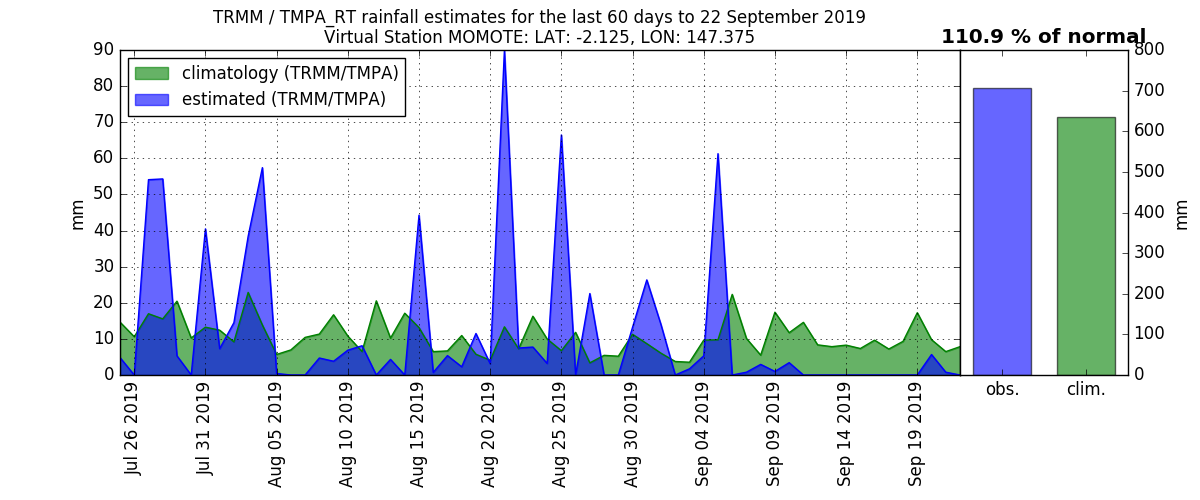 TRMM / TMPA_RT rainfall estimates for the last 60 days to 22 September 2019
Virtual Station MOMOTE: LAT: -2.125, LON: 147.375
110.9 % of normal
climatology (TRMM/TMPA)
estimated (TRMM/TMPA)
mm
90
80
70
60
50
40
30
20
10
0
Jul 26 2019
Jul 31 2019
Aug 05 2019
Aug 10 2019
Aug 15 2019
Aug 20 2019
Aug 25 2019
Aug 30 2019
Sep 04 2019
Sep 09 2019
Sep 14 2019
Sep 19 2019
800
700
600
500
400
300
200
100
0
mm
obs.
clim.